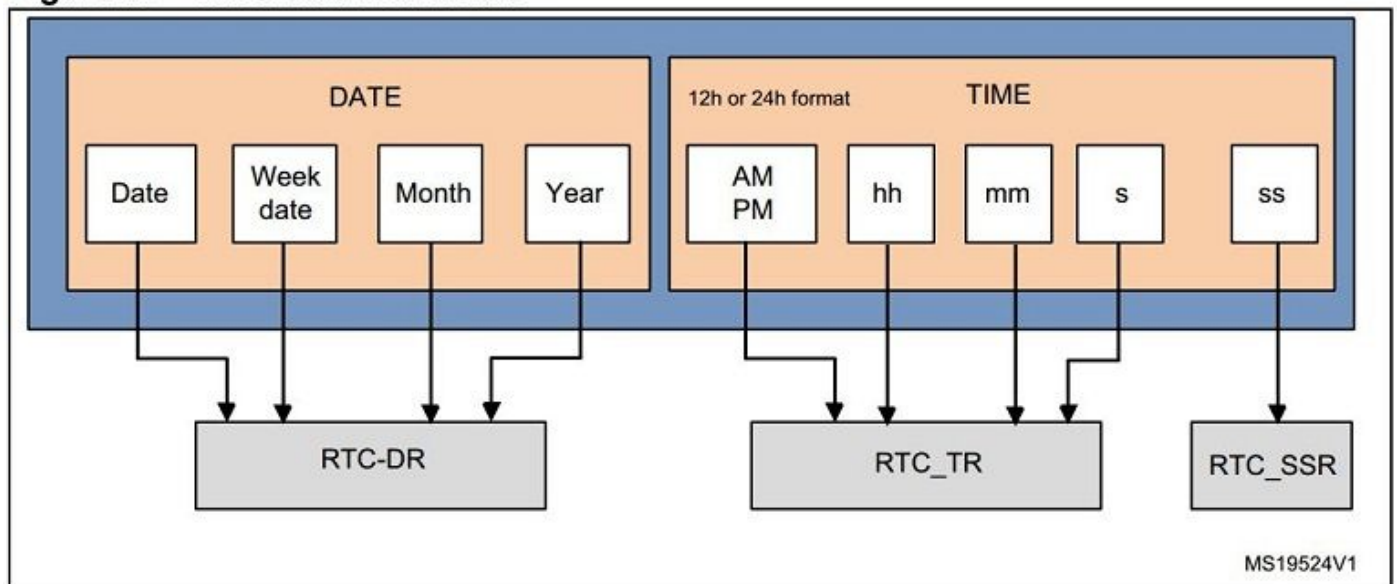 DATE
12h or 24h format
TIME
Date
Week
date
Month
Year
AM
PM
hh
mm
s
ss
RTC-DR
RTC_TR
RTC_SSR
MS19524V1